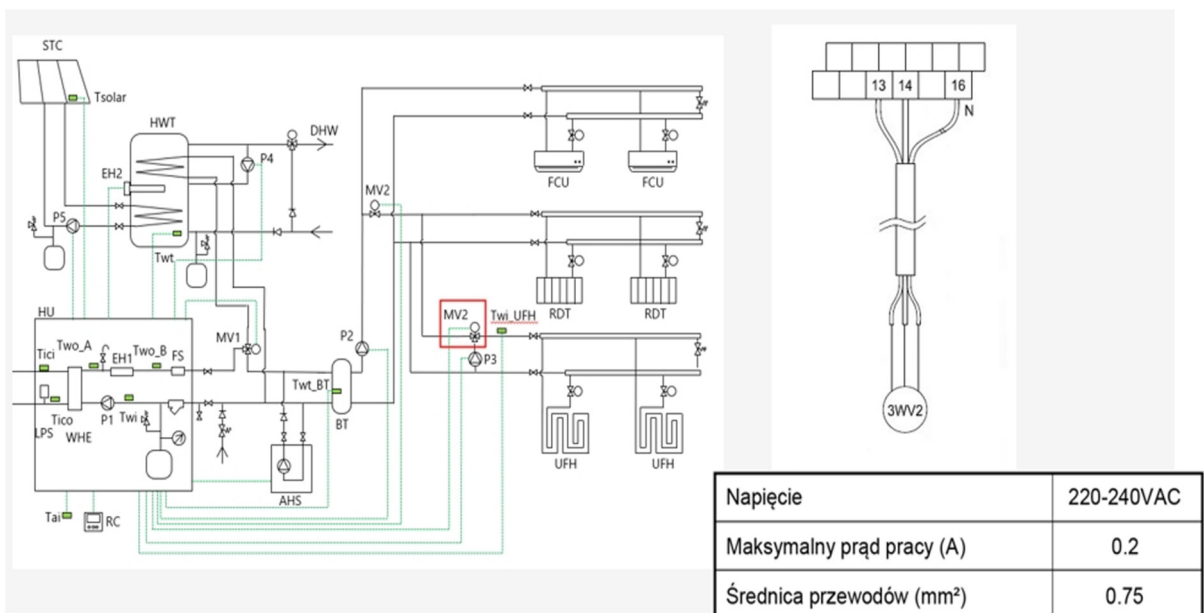 STC
Tsolar
HWT
DHW
EH2
P4
P5
Twt
MV2
FCU FCU
RDT RDT
HU
MV1
P2
MV2
Twi_UFH
P3
Tici
Two_A
EH1
Two_B
FS
Twt_BT
BT
LPS
Tico
WHE
P1
Twi
AHS
UFH UFH
Tai
RC
13 14 16
N
3WV2
Napięcie 220-240VAC
Maksymalny prąd pracy (A) 0.2
Średnica przewodów (mm²) 0.75